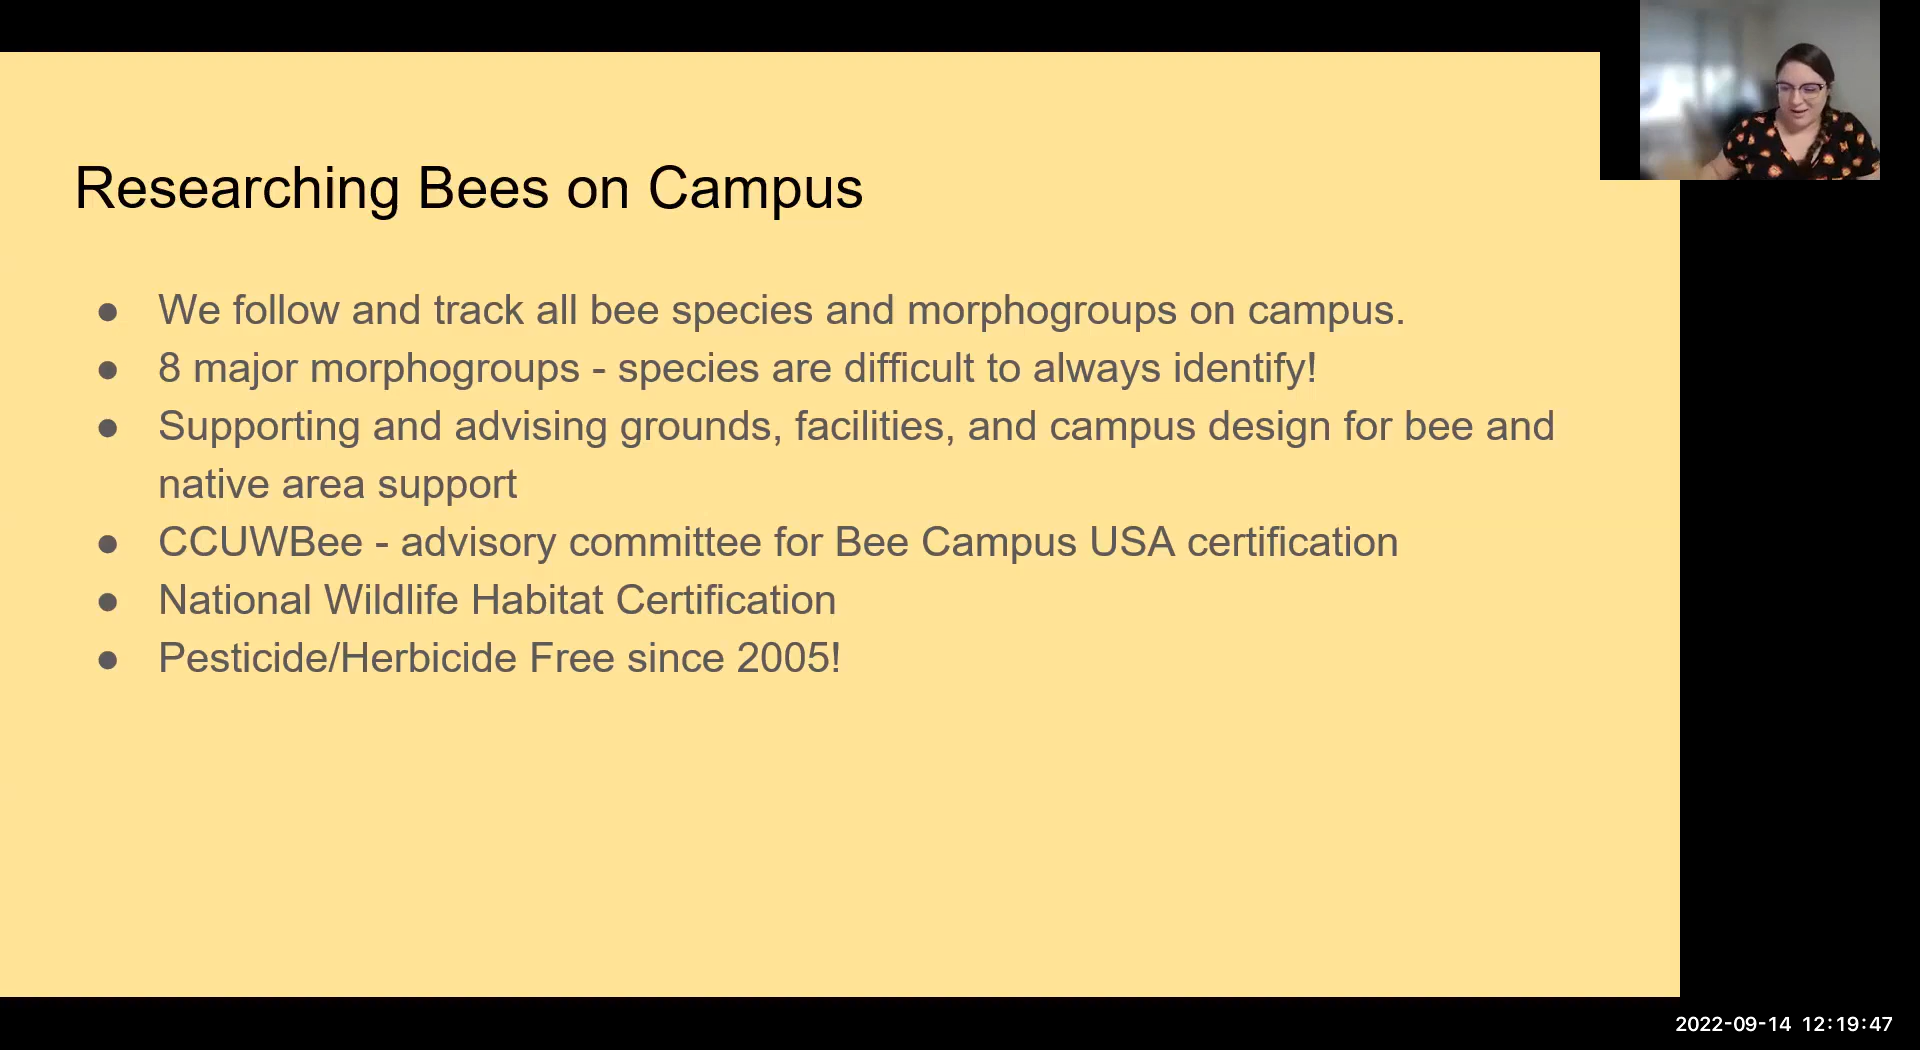 Researching Bees on Campus
● We follow and track all bee species and morphogroups on campus.
● 8 major morphogroups - species are difficult to always identify!
● Supporting and advising grounds, facilities, and campus design for bee and
native area support
● CCUWBee - advisory committee for Bee Campus USA certification
● National Wildlife Habitat Certification
● Pesticide/Herbicide Free since 2005!
2022-09-14 12:19:47